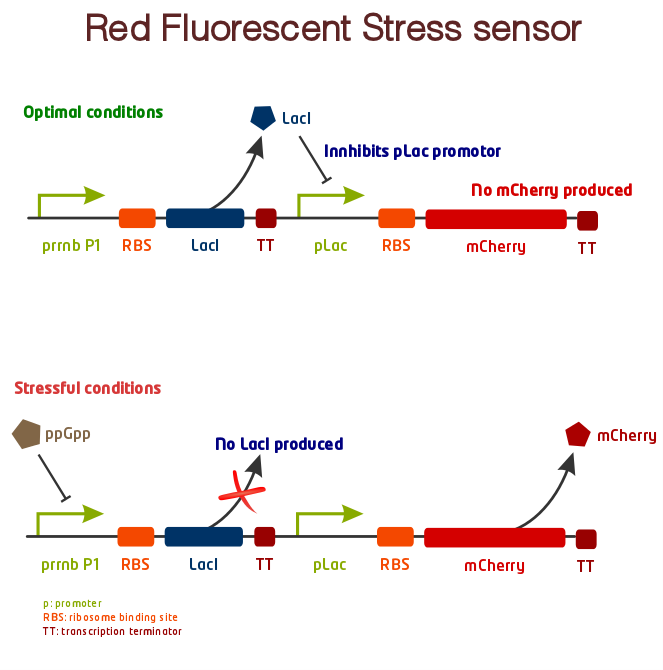 Red Fluorescent Stress sensor
Optimal conditions
LacI
Innhibits pLac promotor
No mCherry produced
prrnb P1 RBS LacI TT pLac RBS mCherry TT
Stressful conditions
ppGpp
No LacI produced
mCherry
prrnb P1 RBS LacI TT pLac RBS mCherry TT
p: promoter
RBS: ribosome binding site
TT: transcription terminator